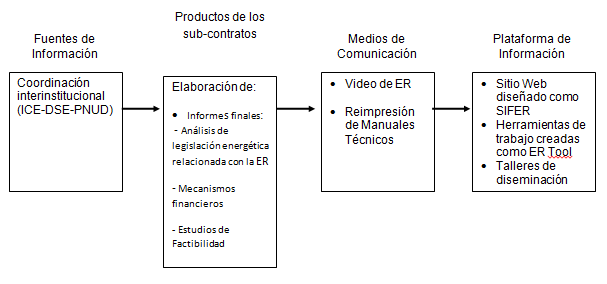 Fuentes de
Información
Coordinación
interinstitucional
(ICE-DSE-PNUD)
Productos de los
sub-contratos
Elaboración de:
• Informes finales:
- Análisis de
legislación energética
relacionada con la ER
- Mecanismos
financieros
- Estudios de
Factibilidad
Medios de
Comunicación
• Video de ER
• Reimpresión
de Manuales
Técnicos
Plataforma de
Información
• Sitio Web
diseñado como
SIFER
• Herramientas de
trabajo creadas
como ER Tool
• Talleres de
diseminación